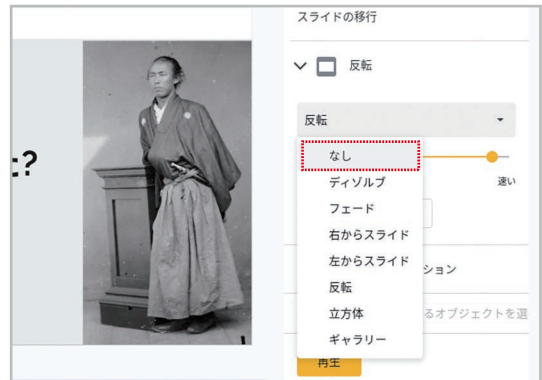 スライドの移行
反転
反転
:?
なし
ディゾルブ
速い
フェード
右からスライド
左からスライド
ション
反転
立方体
るオブジェクトを選
ギャラリー
再生